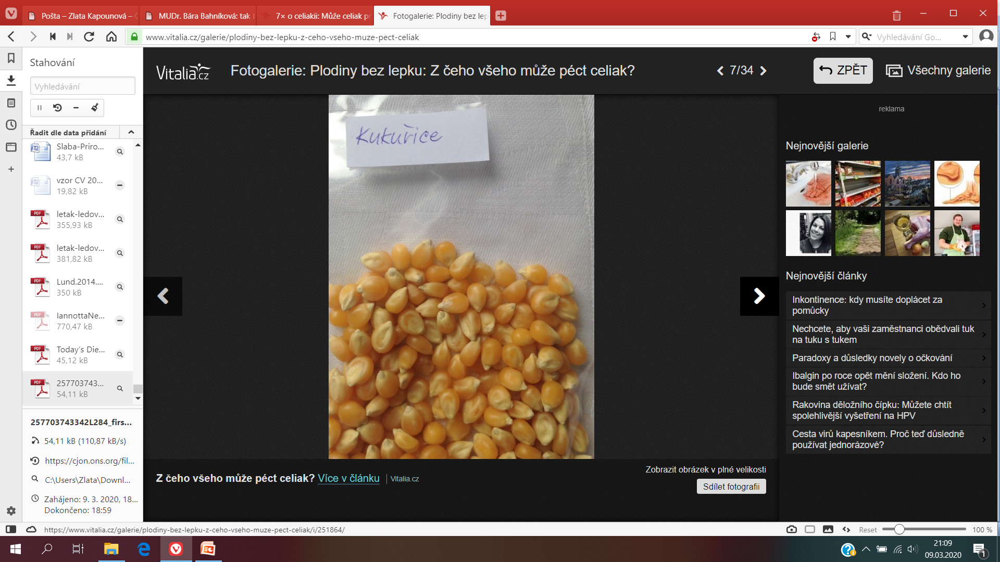 Pošta – Zlata Kapounová –
MUDr. Bára Bahníková: tak
7× o celiakii: Může celiak pr
Fotogalerie: Plodiny bez lep
www.vitalia.cz/galerie/plodiny-bez-lepku-z-ceho-vseho-muze-pect-celiak
Vyhledávání Go...
Stahování
Vyhledávání
Řadit dle data přidání
Slaba-Priro...
43,7 kB
vzor CV 20...
19,82 kB
letak-ledov...
355,93 kB
letak-ledov...
381,82 kB
Lund.2014....
350 kB
IannottaNe...
770,47 kB
Today's Die...
45,12 kB
257703743...
54,11 kB
257703743342L284_firs...
54,11 kB (110,87 kB/s)
https://cjon.ons.org/fil...
C:\Users\Zlata\Downl...
Zahájeno: 9. 3. 2020, 18...
Dokončeno: 18:59
Vitalia.cz
Fotogalerie: Plodiny bez lepku: Z čeho všeho může péct celiak?
7/34
ZPĚT
Všechny galerie
Kukuřice
reklama
Nejnovější galerie
Nejnovější články
Inkontinence: kdy musíte doplácet za
pomůcky
Nechcete, aby vaši zaměstnanci obědvali tuk
na tuku s tukem
Paradoxy a důsledky novely o očkování
Ibalgin po roce opět mění složení. Kdo ho
bude smět užívat?
Rakovina děložního čípku: Můžete chtít
spolehlivější vyšetření na HPV
Cesta virů kapesníkem. Proč teď důsledně
používat jednorázové?
Z čeho všeho může péct celiak? Více v článku Vitalia.cz
Zobrazit obrázek v plné velikosti
Sdílet fotografii
https://www.vitalia.cz/galerie/plodiny-bez-lepku-z-ceho-vseho-muze-pect-celiak/i/251864/
Reset
100 %
21:09
09.03.2020
1